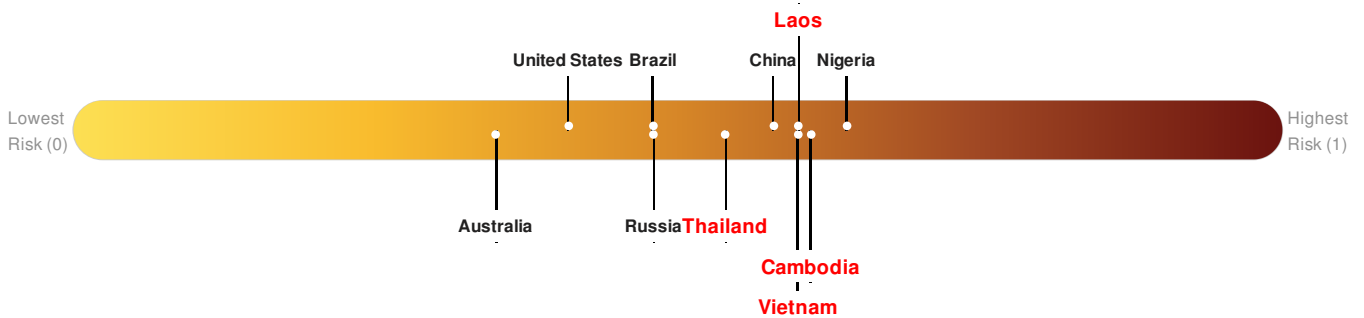 Laos
United States Brazil China Nigeria
Lowest
Risk (0)
Highest
Risk (1)
Australia Russia Thailand
Cambodia
Vietnam